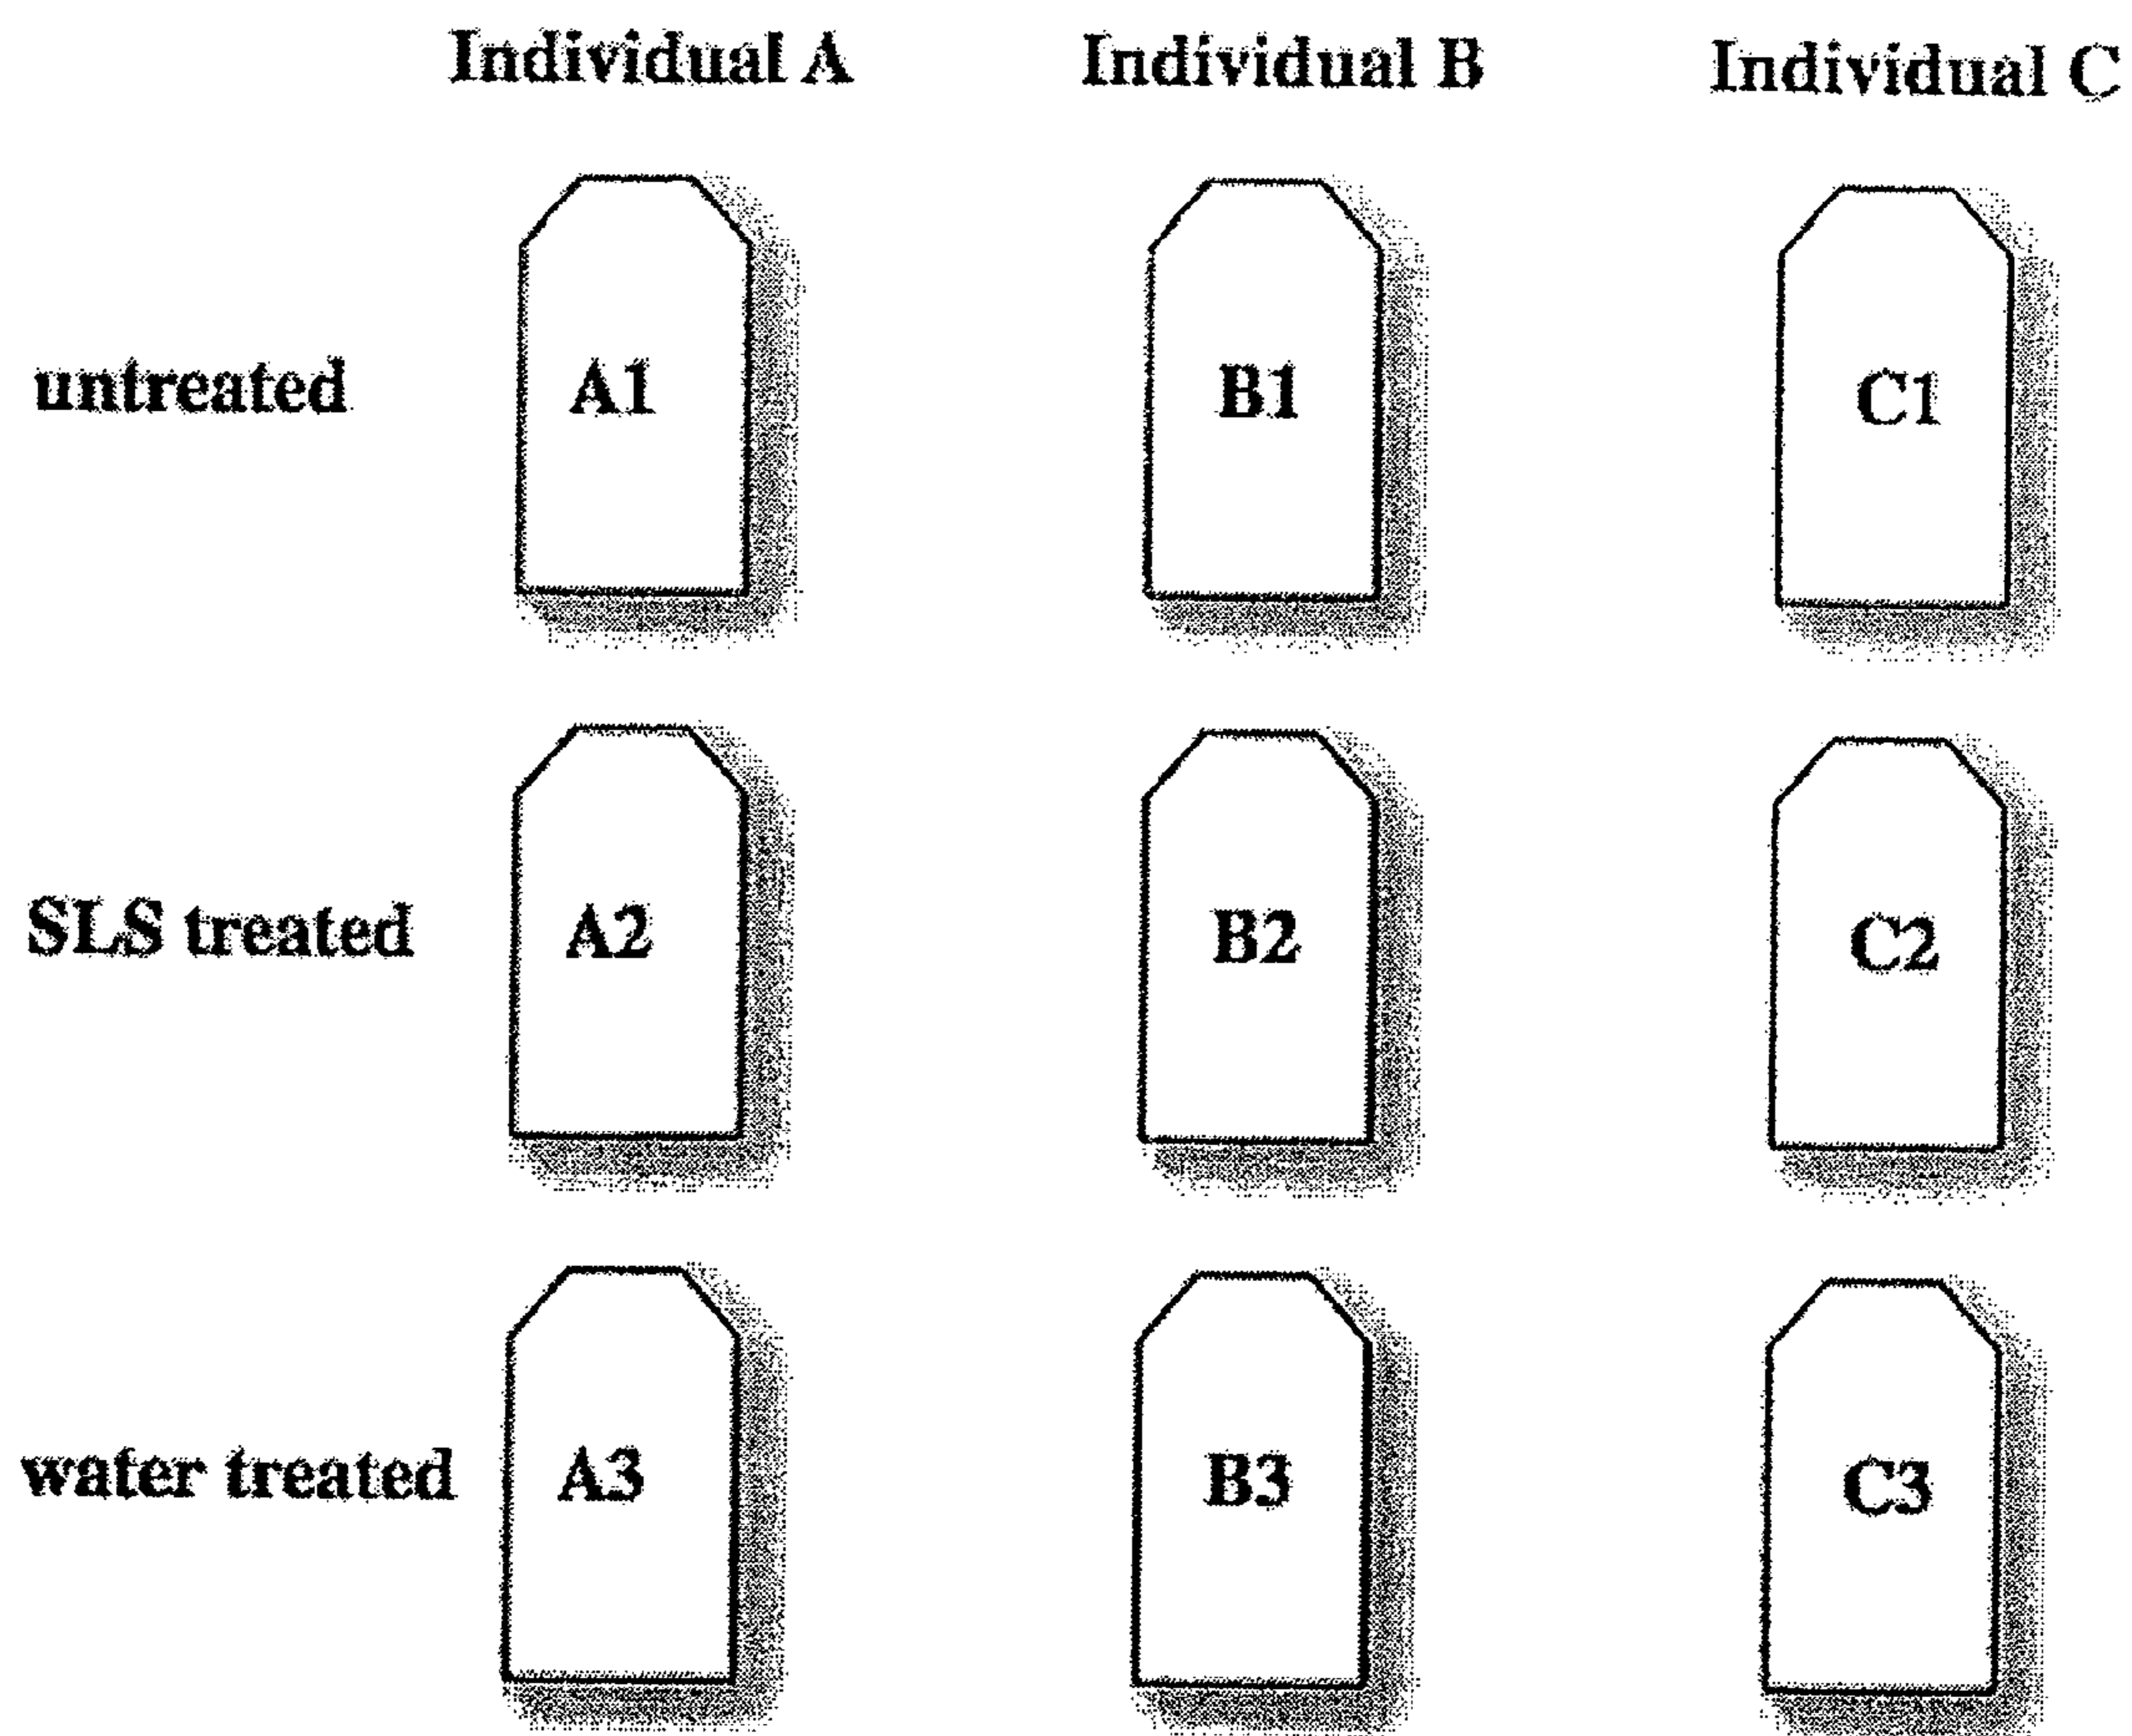 Individual A Individual B Individual C
untreated A1 B1 C1
SLS treated A2 B2 C2
water treated A3 B3 C3